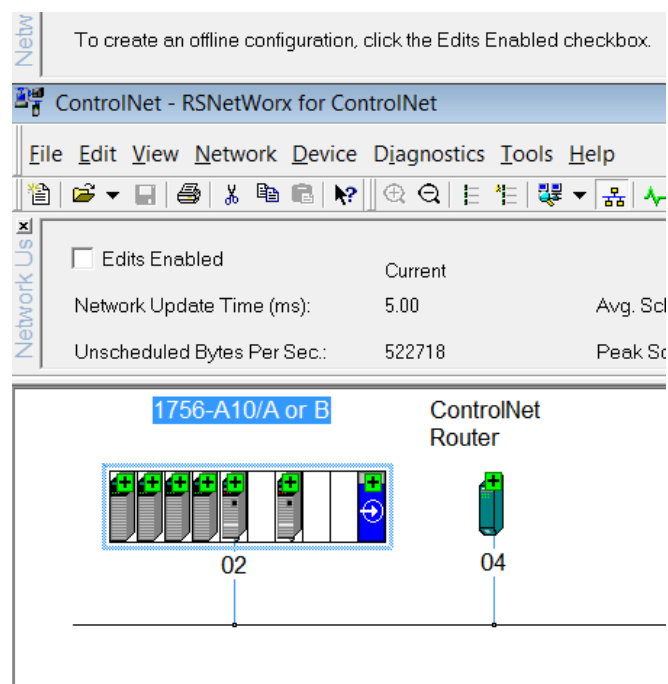 Netw
To create an offline configuration, click the Edits Enabled checkbox.
ControlNet - RSNetWorx for ControlNet
File Edit View Network Device Diagnostics Tools Help
Network Us
Edits Enabled
Current
Network Update Time (ms): 5.00 Avg. Sch
Unscheduled Bytes Per Sec.: 522718 Peak Sc
1756-A10/A or B
ControlNet
Router
02
04